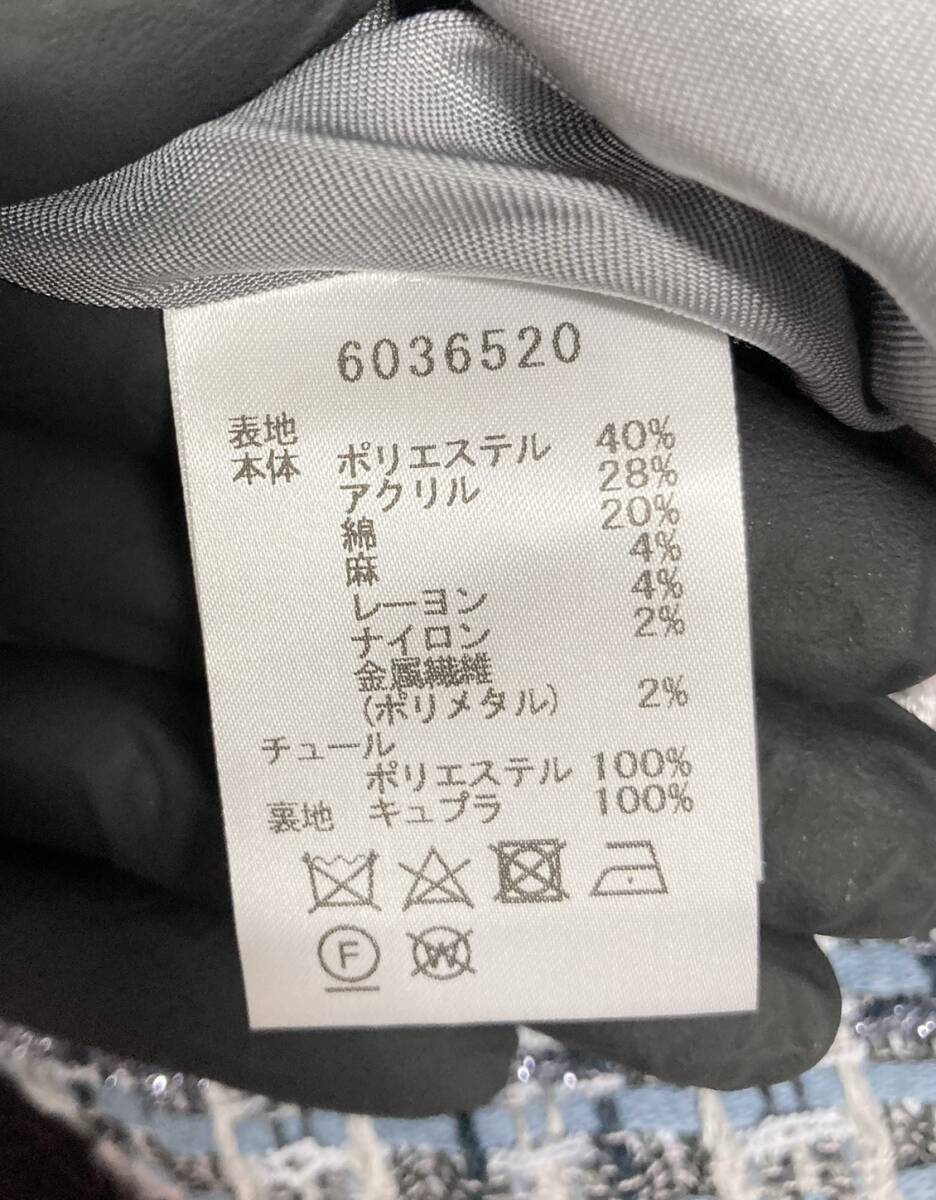 6036520
表地
本体 ポリエステル 40%
アクリル 28%
綿 20%
麻 4%
レーヨン 4%
ナイロン 2%
金属繊維
(ポリメタル) 2%
チュール
ポリエステル 100%
裏地 キュプラ 100%
F W